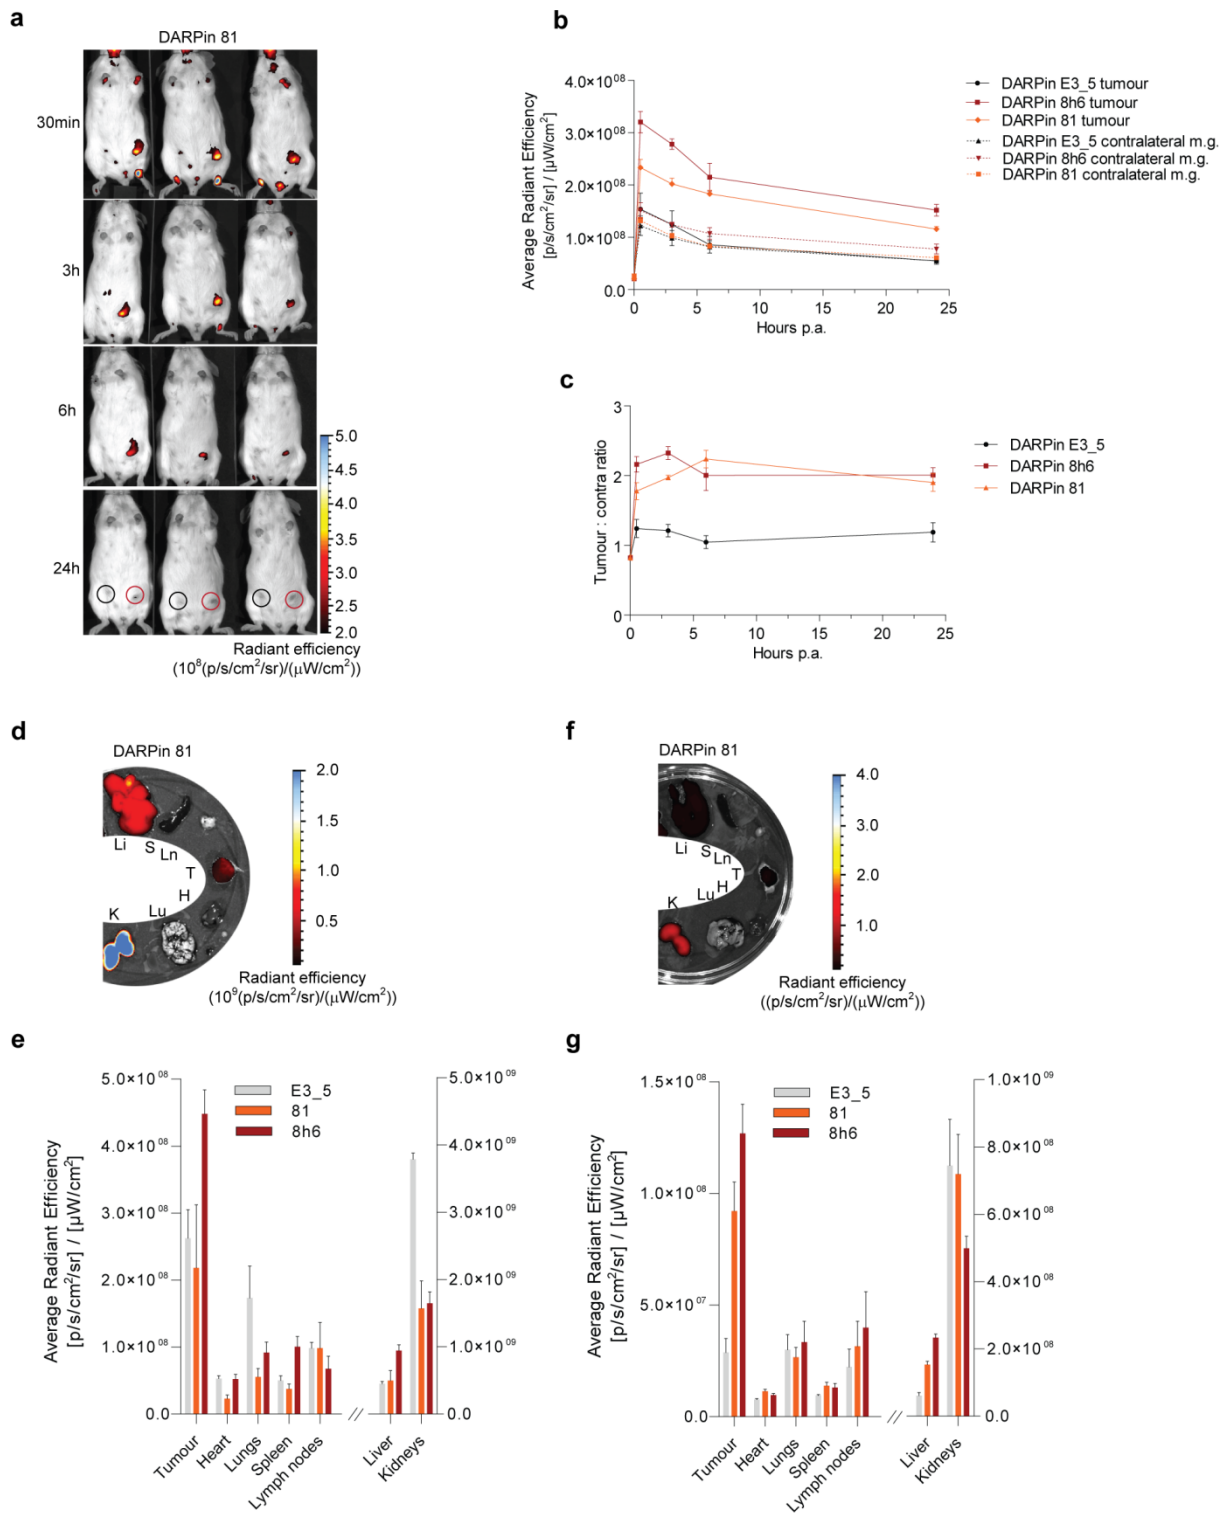 a
DARPin 81
30min
3h
6h
24h
5.0
4.5
4.0
3.5
3.0
2.5
2.0
Radiant efficiency
(10⁸(p/s/cm²/sr)/(µW/cm²))
b
Average Radiant Efficiency
[p/s/cm²/sr] / [µW/cm²]
4.0×10⁰⁸
3.0×10⁰⁸
2.0×10⁰⁸
1.0×10⁰⁸
0.0
0 5 10 15 20 25
Hours p.a.
DARPin E3_5 tumour
DARPin 8h6 tumour
DARPin 81 tumour
DARPin E3_5 contralateral m.g.
DARPin 8h6 contralateral m.g.
DARPin 81 contralateral m.g.
c
Tumour : contra ratio
3
2
1
0
0 5 10 15 20 25
Hours p.a.
DARPin E3_5
DARPin 8h6
DARPin 81
d
DARPin 81
Li
S
Ln
T
H
Lu
K
2.0
1.5
1.0
0.5
Radiant efficiency
(10⁹(p/s/cm²/sr)/(µW/cm²))
f
DARPin 81
Li
S
Ln
T
H
Lu
K
4.0
3.0
2.0
1.0
Radiant efficiency
((p/s/cm²/sr)/(µW/cm²))
e
Average Radiant Efficiency
[p/s/cm²/sr] / [µW/cm²]
5.0×10⁰⁸
4.0×10⁰⁸
3.0×10⁰⁸
2.0×10⁰⁸
1.0×10⁰⁸
0.0
E3_5
81
8h6
5.0×10⁰⁹
4.0×10⁰⁹
3.0×10⁰⁹
2.0×10⁰⁹
1.0×10⁰⁹
0.0
Tumour
Heart
Lungs
Spleen
Lymph nodes
//
Liver
Kidneys
g
Average Radiant Efficiency
[p/s/cm²/sr] / [µW/cm²]
1.5×10⁰⁸
1.0×10⁰⁸
5.0×10⁰⁷
0.0
E3_5
81
8h6
1.0×10⁰⁹
8.0×10⁰⁸
6.0×10⁰⁸
4.0×10⁰⁸
2.0×10⁰⁸
0.0
Tumour
Heart
Lungs
Spleen
Lymph nodes
//
Liver
Kidneys